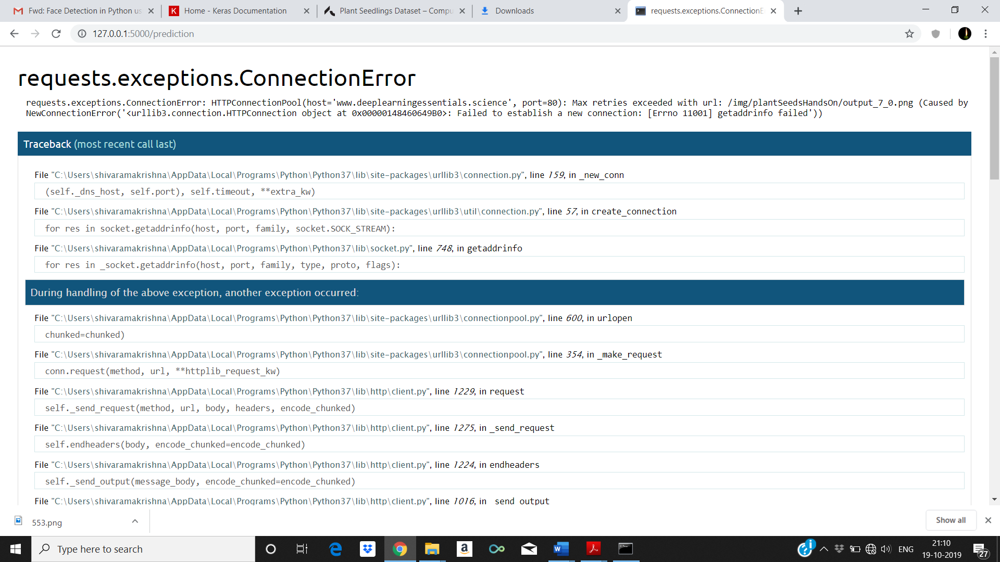 Fwd: Face Detection in Python us
Home - Keras Documentation
Plant Seedlings Dataset – Compu
Downloads
requests.exceptions.ConnectionE
127.0.0.1:5000/prediction
requests.exceptions.ConnectionError
requests.exceptions.ConnectionError: HTTPConnectionPool(host='www.deeplearningessentials.science', port=80): Max retries exceeded with url: /img/plantSeedsHandsOn/output_7_0.png (Caused by
NewConnectionError('<urllib3.connection.HTTPConnection object at 0x00000148460649B0>: Failed to establish a new connection: [Errno 11001] getaddrinfo failed'))
Traceback (most recent call last)
File "C:\Users\shivaramakrishna\AppData\Local\Programs\Python\Python37\lib\site-packages\urllib3\connection.py", line 159, in _new_conn
(self._dns_host, self.port), self.timeout, **extra_kw)
File "C:\Users\shivaramakrishna\AppData\Local\Programs\Python\Python37\lib\site-packages\urllib3\util\connection.py", line 57, in create_connection
for res in socket.getaddrinfo(host, port, family, socket.SOCK_STREAM):
File "C:\Users\shivaramakrishna\AppData\Local\Programs\Python\Python37\lib\socket.py", line 748, in getaddrinfo
for res in _socket.getaddrinfo(host, port, family, type, proto, flags):
During handling of the above exception, another exception occurred:
File "C:\Users\shivaramakrishna\AppData\Local\Programs\Python\Python37\lib\site-packages\urllib3\connectionpool.py", line 600, in urlopen
chunked=chunked)
File "C:\Users\shivaramakrishna\AppData\Local\Programs\Python\Python37\lib\site-packages\urllib3\connectionpool.py", line 354, in _make_request
conn.request(method, url, **httplib_request_kw)
File "C:\Users\shivaramakrishna\AppData\Local\Programs\Python\Python37\lib\http\client.py", line 1229, in request
self._send_request(method, url, body, headers, encode_chunked)
File "C:\Users\shivaramakrishna\AppData\Local\Programs\Python\Python37\lib\http\client.py", line 1275, in _send_request
self.endheaders(body, encode_chunked=encode_chunked)
File "C:\Users\shivaramakrishna\AppData\Local\Programs\Python\Python37\lib\http\client.py", line 1224, in endheaders
self._send_output(message_body, encode_chunked=encode_chunked)
File "C:\Users\shivaramakrishna\AppData\Local\Programs\Python\Python37\lib\http\client.py", line 1016, in _send_output
553.png
Show all
Type here to search
ENG
21:10
19-10-2019
27